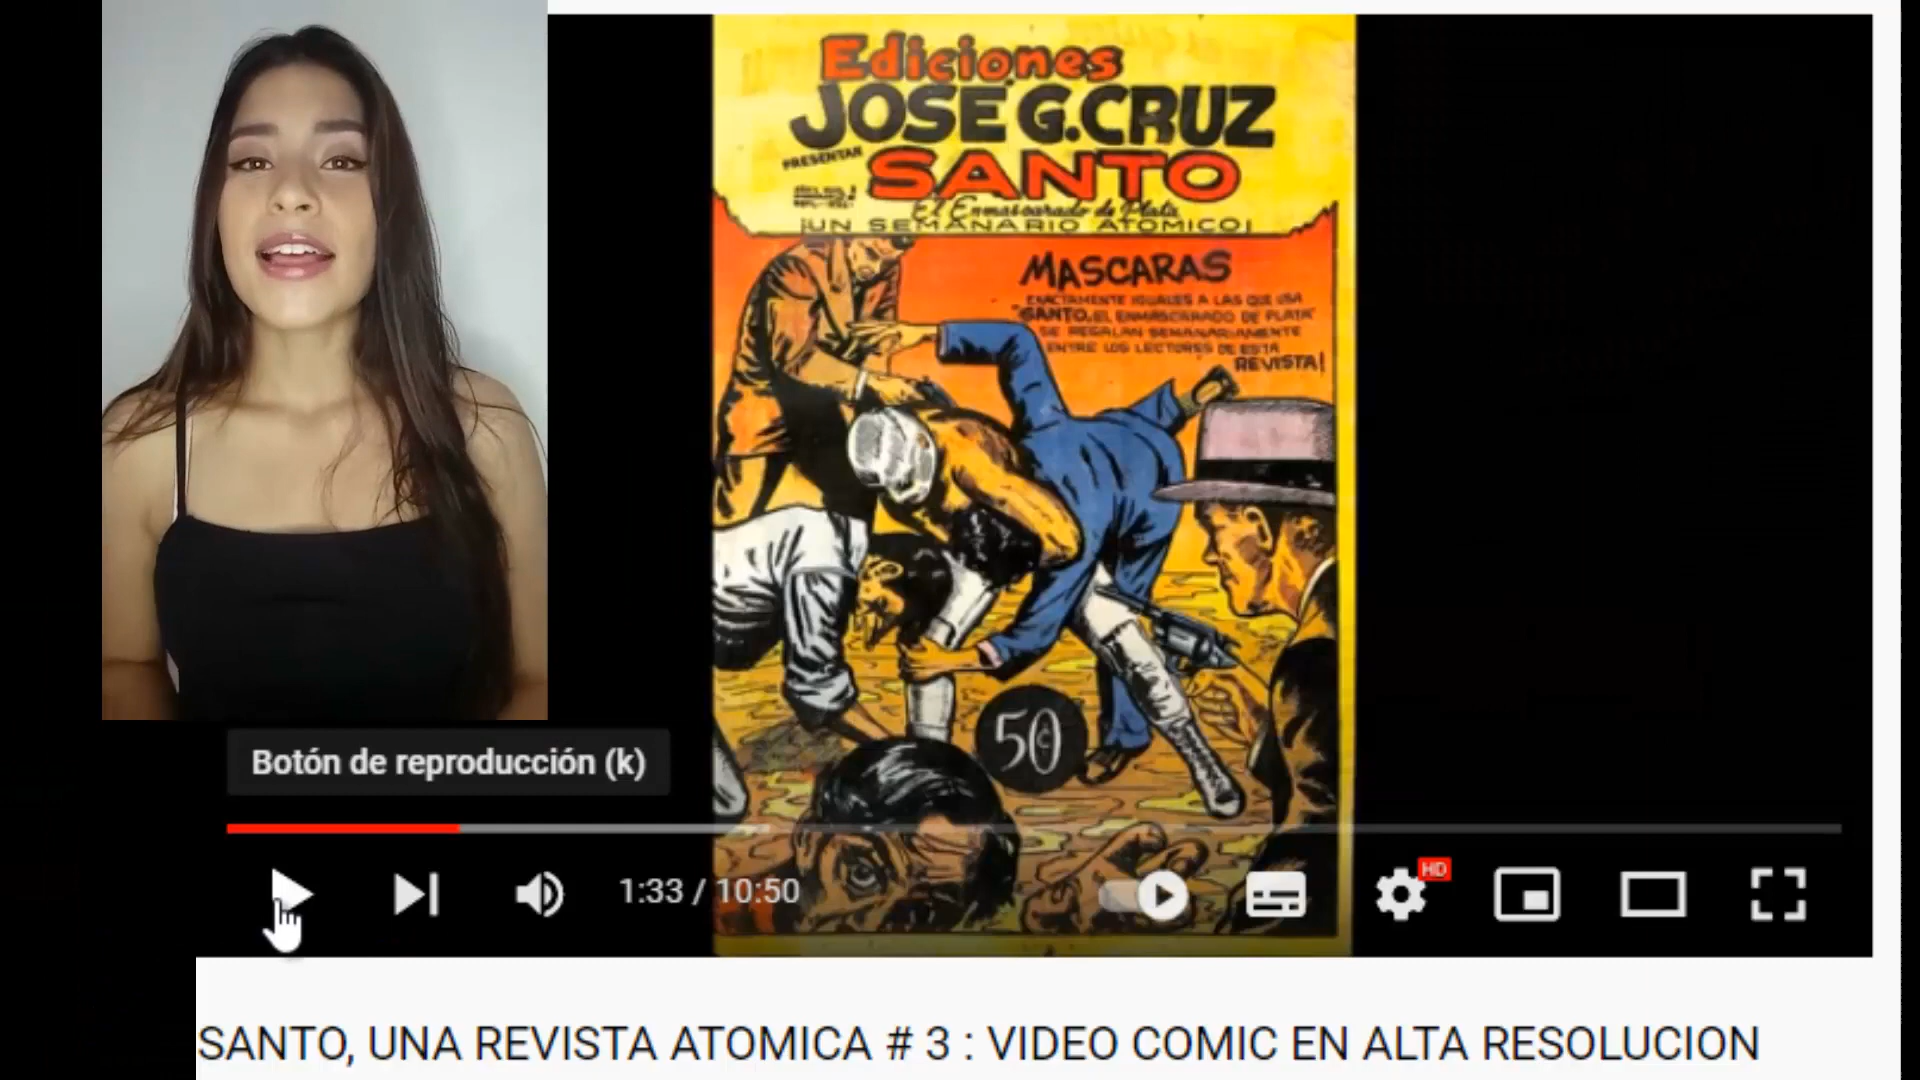 Ediciones
JOSE G. CRUZ
PRESENTAN
SANTO
El Enmascarado de Plata
¡UN SEMANARIO ATOMICO!
MASCARAS
EXACTAMENTE IGUALES A LAS QUE USA
"SANTO, EL ENMASCARADO DE PLATA"
SE REGALAN SEMANARIAMENTE
ENTRE LOS LECTORES DE ESTA
REVISTA!
50¢
Botón de reproducción (k)
1:33 / 10:50
HD
SANTO, UNA REVISTA ATOMICA # 3 : VIDEO COMIC EN ALTA RESOLUCION